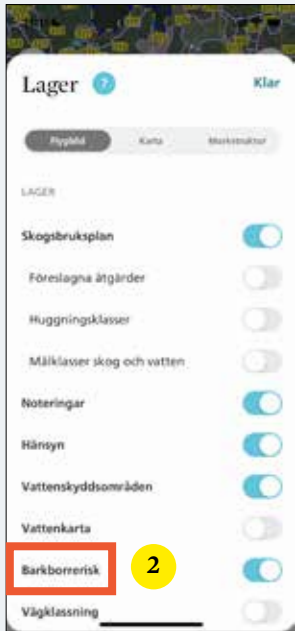 Lager ?
Klar
Flygbild Karta Markstruktur
LAGER
Skogsbruksplan
Föreslagna åtgärder
Huggningsklasser
Målklasser skog och vatten
Noteringar
Hänsyn
Vattenskyddsområden
Vattenkarta
Barkborrerisk 2
Vägklassning